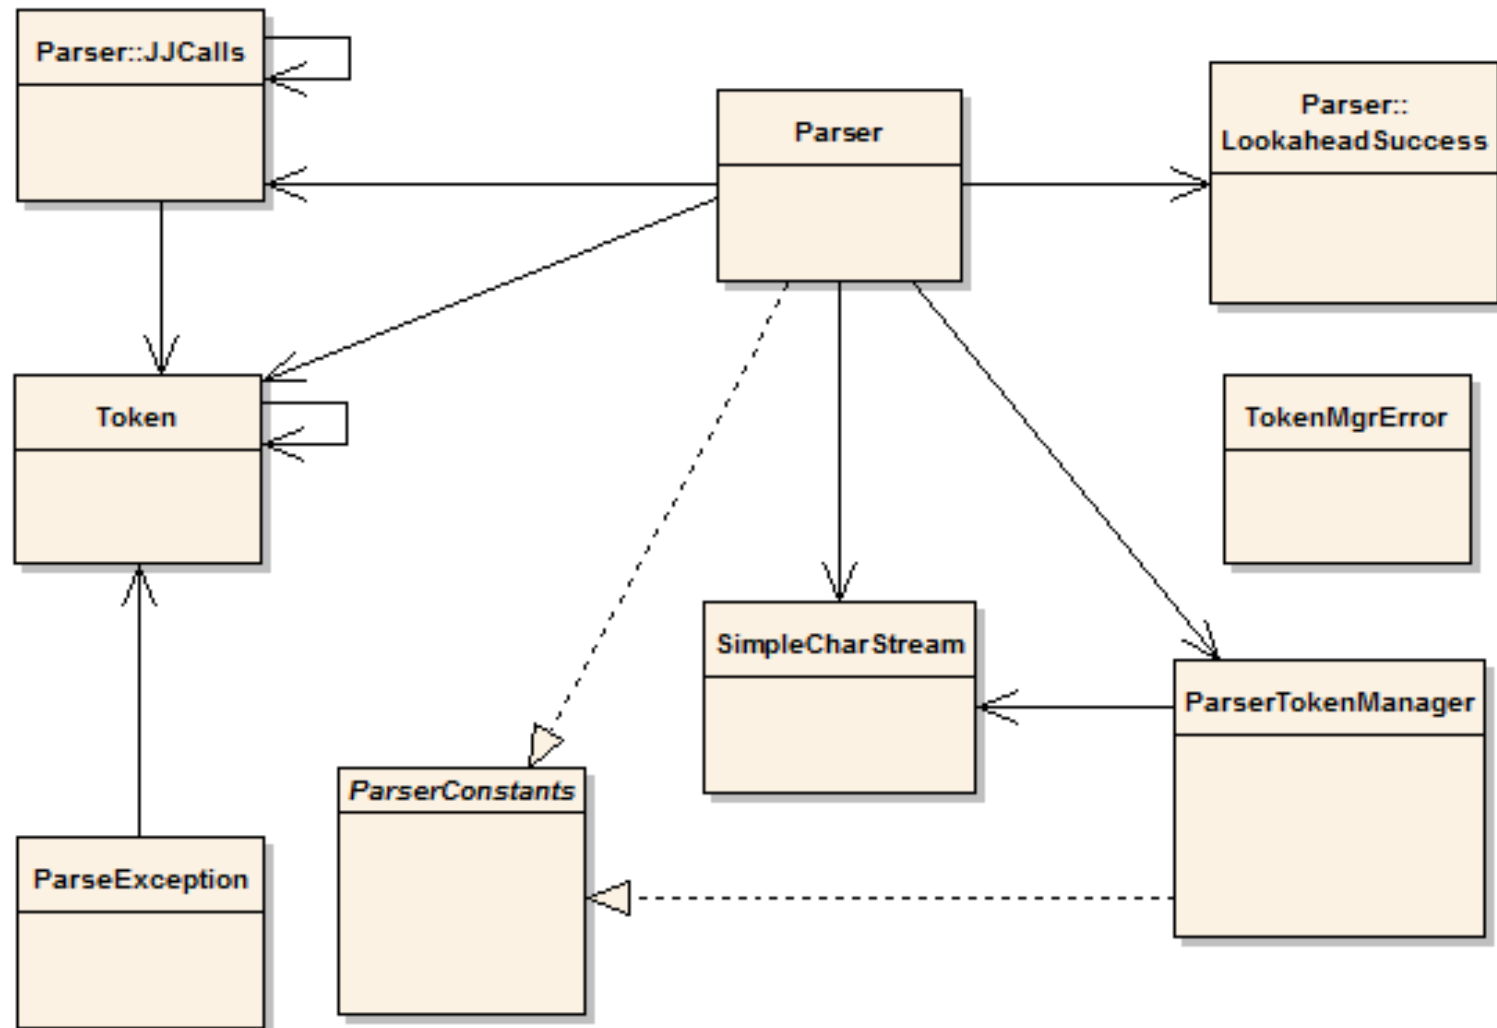 Parser::JJCalls
Parser
Parser::
LookaheadSuccess
Token
TokenMgrError
SimpleCharStream
ParserTokenManager
ParserConstants
ParseException